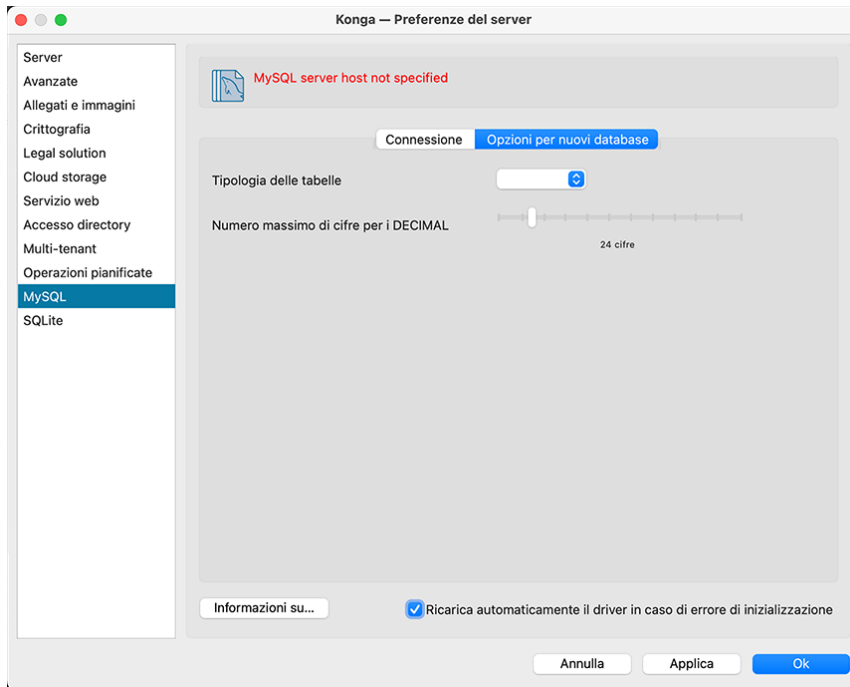 Konga — Preferenze del server
Server
Avanzate
Allegati e immagini
Crittografia
Legal solution
Cloud storage
Servizio web
Accesso directory
Multi-tenant
Operazioni pianificate
MySQL
SQLite
MySQL server host not specified
Connessione Opzioni per nuovi database
Tipologia delle tabelle
Numero massimo di cifre per i DECIMAL
24 cifre
Informazioni su... Ricarica automaticamente il driver in caso di errore di inizializzazione
Annulla Applica Ok